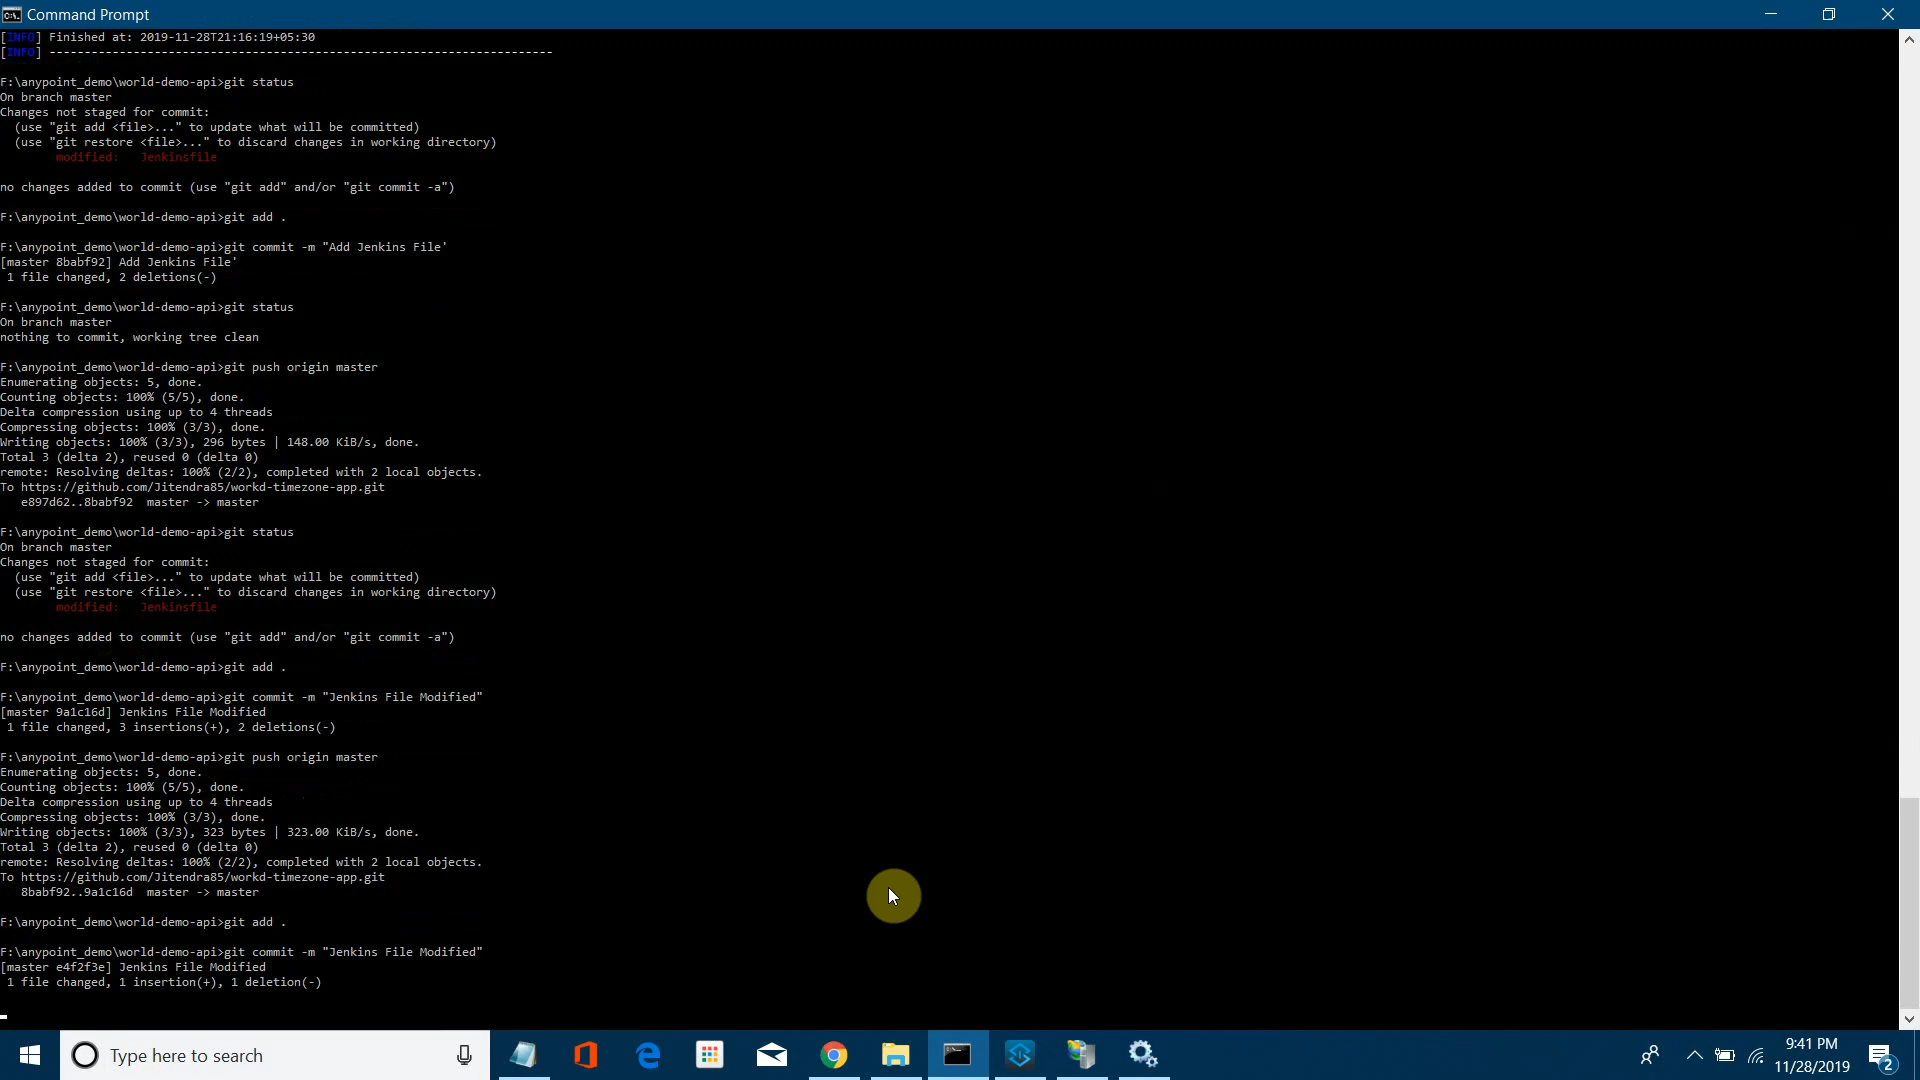 Command Prompt
[INFO] Finished at: 2019-11-28T21:16:19+05:30
[INFO] ------------------------------------------------------------------------
F:\anypoint_demo\world-demo-api>git status
On branch master
Changes not staged for commit:
  (use "git add <file>..." to update what will be committed)
  (use "git restore <file>..." to discard changes in working directory)
        modified:   Jenkinsfile
no changes added to commit (use "git add" and/or "git commit -a")
F:\anypoint_demo\world-demo-api>git add .
F:\anypoint_demo\world-demo-api>git commit -m "Add Jenkins File'
[master 8babf92] Add Jenkins File'
 1 file changed, 2 deletions(-)
F:\anypoint_demo\world-demo-api>git status
On branch master
nothing to commit, working tree clean
F:\anypoint_demo\world-demo-api>git push origin master
Enumerating objects: 5, done.
Counting objects: 100% (5/5), done.
Delta compression using up to 4 threads
Compressing objects: 100% (3/3), done.
Writing objects: 100% (3/3), 296 bytes | 148.00 KiB/s, done.
Total 3 (delta 2), reused 0 (delta 0)
remote: Resolving deltas: 100% (2/2), completed with 2 local objects.
To https://github.com/Jitendra85/workd-timezone-app.git
   e897d62..8babf92  master -> master
F:\anypoint_demo\world-demo-api>git status
On branch master
Changes not staged for commit:
  (use "git add <file>..." to update what will be committed)
  (use "git restore <file>..." to discard changes in working directory)
        modified:   Jenkinsfile
no changes added to commit (use "git add" and/or "git commit -a")
F:\anypoint_demo\world-demo-api>git add .
F:\anypoint_demo\world-demo-api>git commit -m "Jenkins File Modified"
[master 9a1c16d] Jenkins File Modified
 1 file changed, 3 insertions(+), 2 deletions(-)
F:\anypoint_demo\world-demo-api>git push origin master
Enumerating objects: 5, done.
Counting objects: 100% (5/5), done.
Delta compression using up to 4 threads
Compressing objects: 100% (3/3), done.
Writing objects: 100% (3/3), 323 bytes | 323.00 KiB/s, done.
Total 3 (delta 2), reused 0 (delta 0)
remote: Resolving deltas: 100% (2/2), completed with 2 local objects.
To https://github.com/Jitendra85/workd-timezone-app.git
   8babf92..9a1c16d  master -> master
F:\anypoint_demo\world-demo-api>git add .
F:\anypoint_demo\world-demo-api>git commit -m "Jenkins File Modified"
[master e4f2f3e] Jenkins File Modified
 1 file changed, 1 insertion(+), 1 deletion(-)
Type here to search
9:41 PM
11/28/2019
2